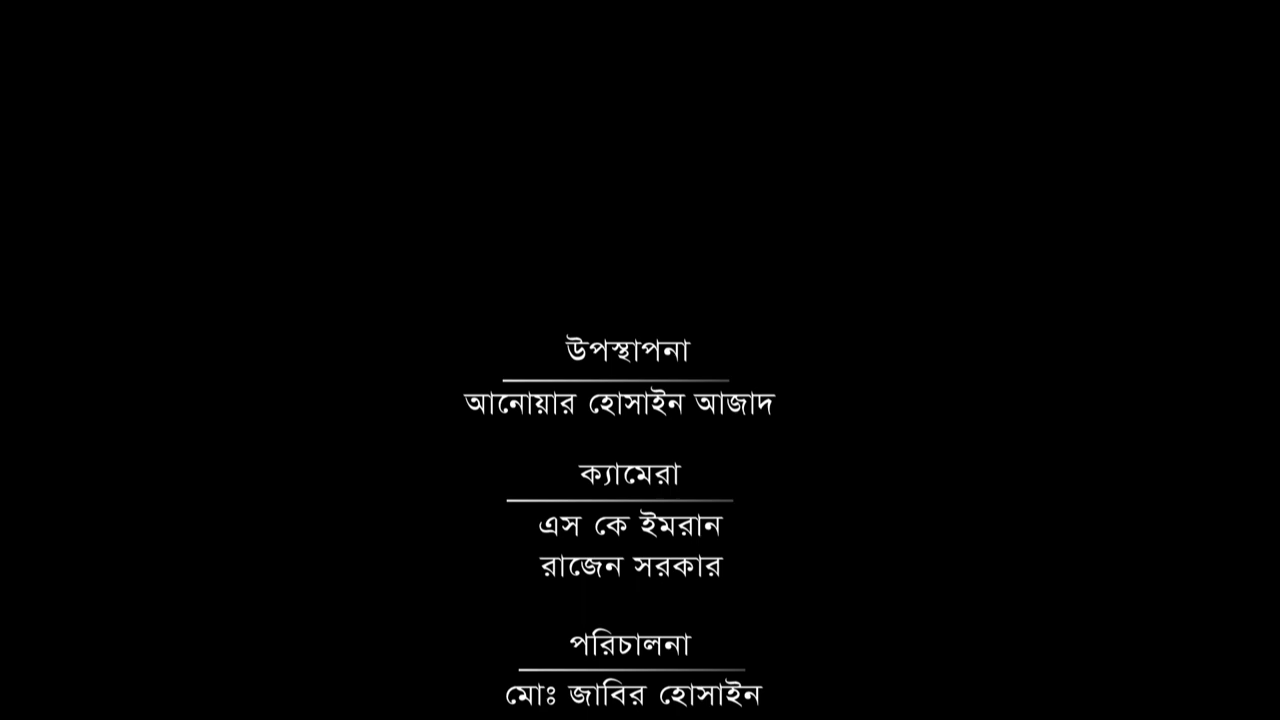 উপস্থাপনা
আনোয়ার হোসাইন আজাদ
ক্যামেরা
এস কে ইমরান
রাজেন সরকার
পরিচালনা
মোঃ জাবির হোসাইন